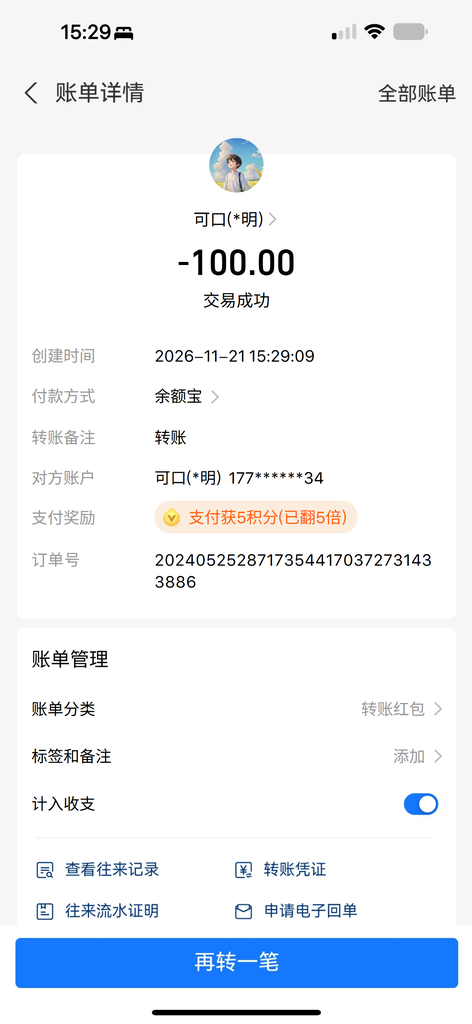 15:29
账单详情
全部账单
可口(*明)
-100.00
交易成功
创建时间 2026-11-21 15:29:09
付款方式 余额宝
转账备注 转账
对方账户 可口(*明) 177******34
支付奖励 支付获5积分(已翻5倍)
订单号 2024052528717354417037273143
3886
账单管理
账单分类 转账红包
标签和备注 添加
计入收支
查看往来记录 转账凭证
往来流水证明 申请电子回单
再转一笔